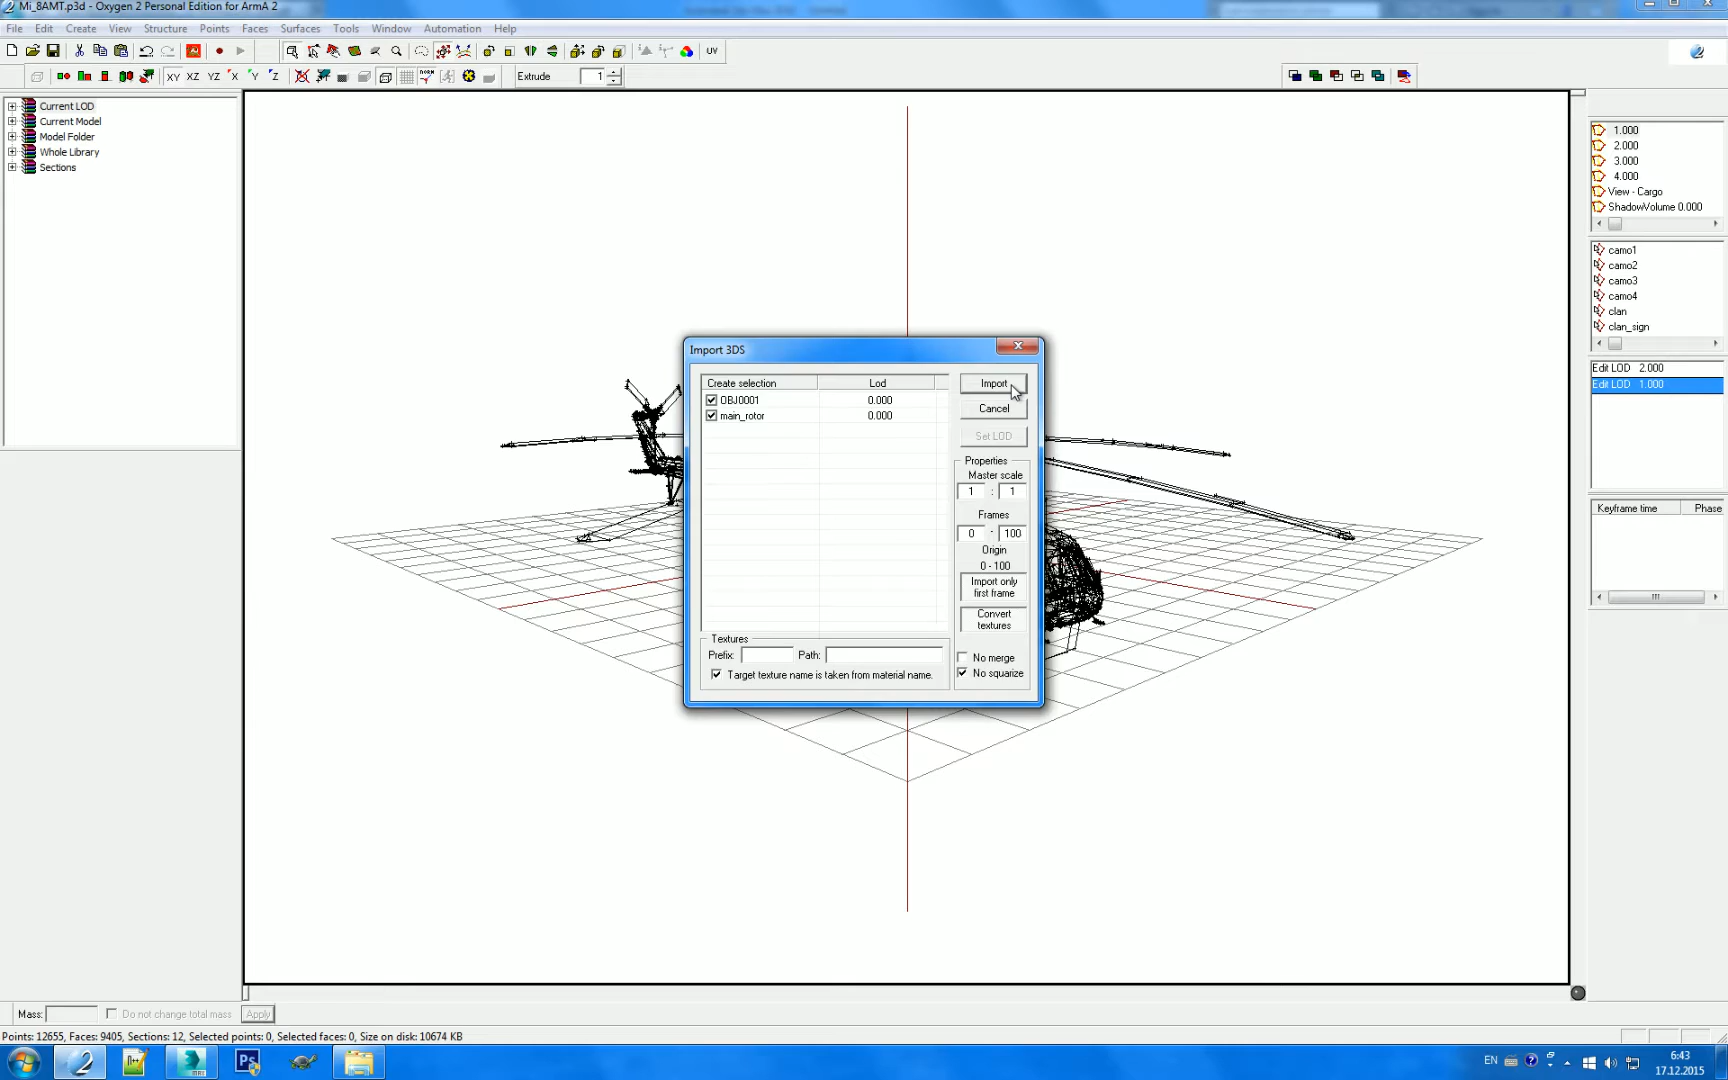 Mi_8AMT.p3d - Oxygen 2 Personal Edition for ArmA 2
File Edit Create View Structure Points Faces Surfaces Tools Window Automation Help
UV
XY XZ YZ X Y Z
NORM
Extrude 1
Current LOD
Current Model
Model Folder
Whole Library
Sections
1.000
2.000
3.000
4.000
View - Cargo
ShadowVolume 0.000
camo1
camo2
camo3
camo4
clan
clan_sign
Edit LOD 2.000
Edit LOD 1.000
Keyframe time Phase
Import 3DS
Create selection Lod
OBJ0001 0.000
main_rotor 0.000
Import
Cancel
Set LOD
Properties
Master scale
1 : 1
Frames
0 - 100
Origin
0 - 100
Import only
first frame
Convert
textures
No merge
No squarize
Textures
Prefix: Path:
Target texture name is taken from material name.
Mass: Do not change total mass Apply
Points: 12655, Faces: 9405, Sections: 12, Selected points: 0, Selected faces: 0, Size on disk: 10674 KB
2
Ps
EN
6:43
17.12.2015